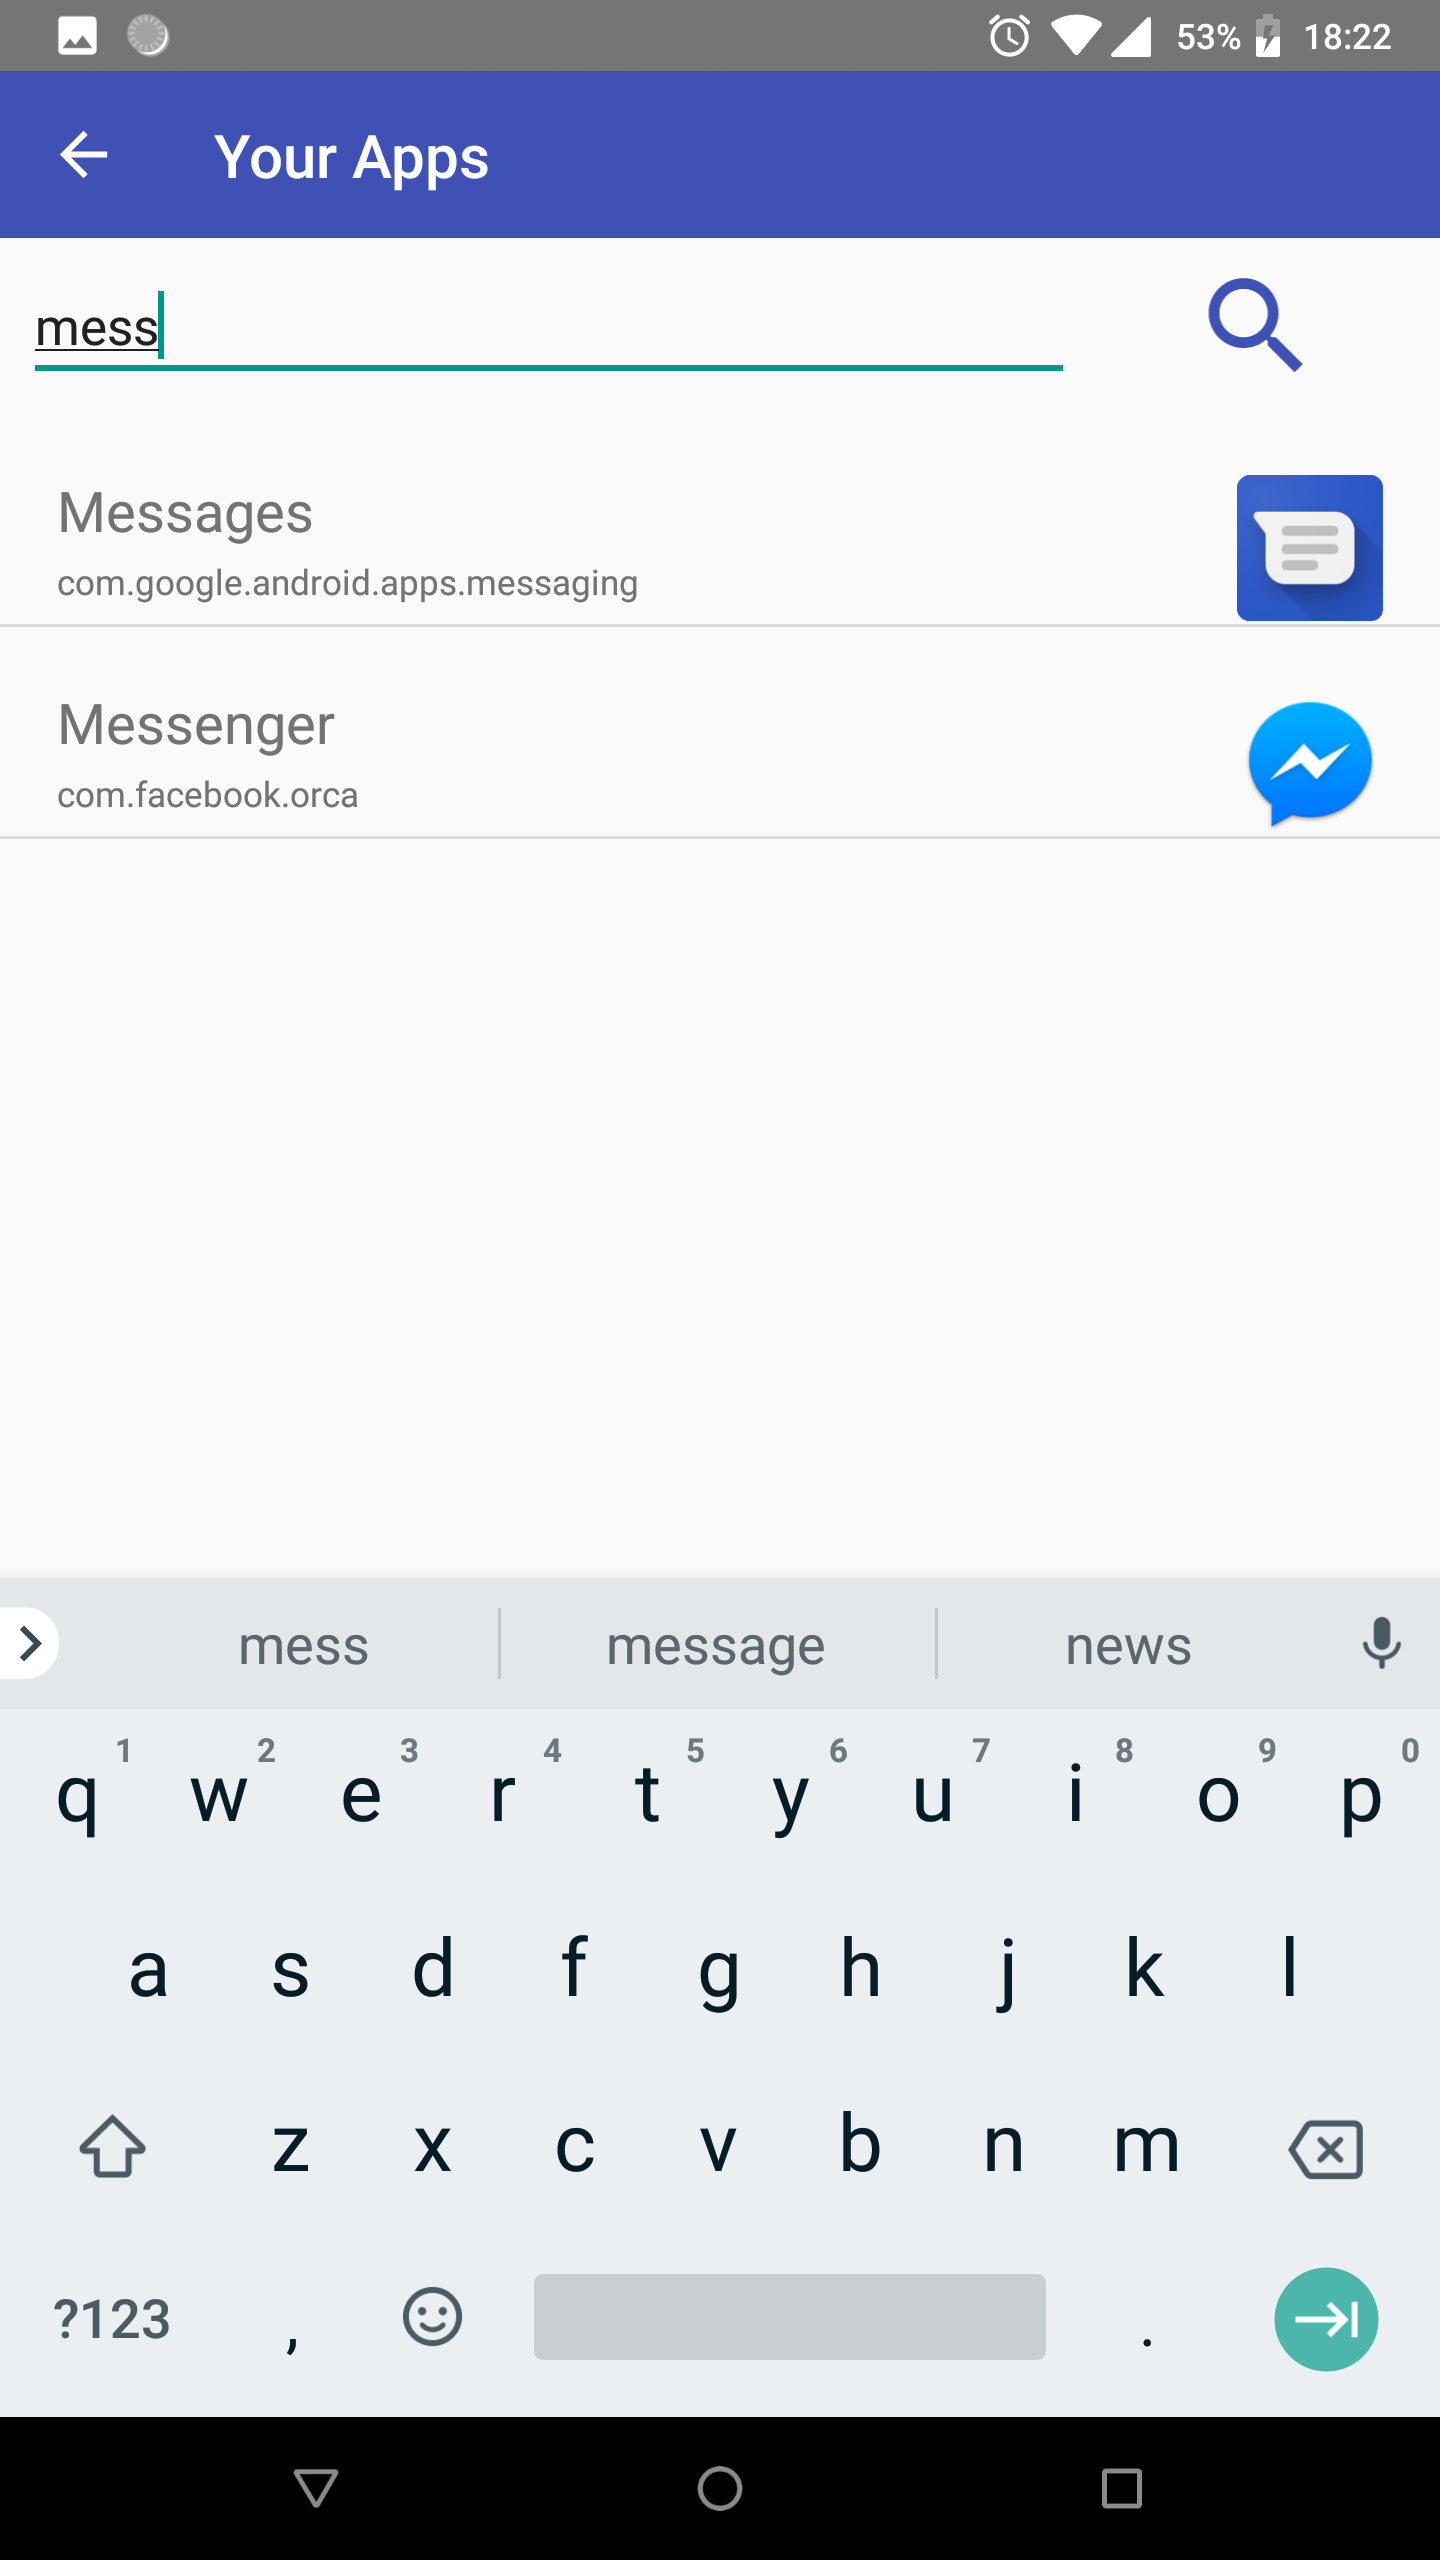 53% 18:22
Your Apps
mess
Messages
com.google.android.apps.messaging
Messenger
com.facebook.orca
mess message news
1 2 3 4 5 6 7 8 9 0
q w e r t y u i o p
a s d f g h j k l
z x c v b n m
?123 , .